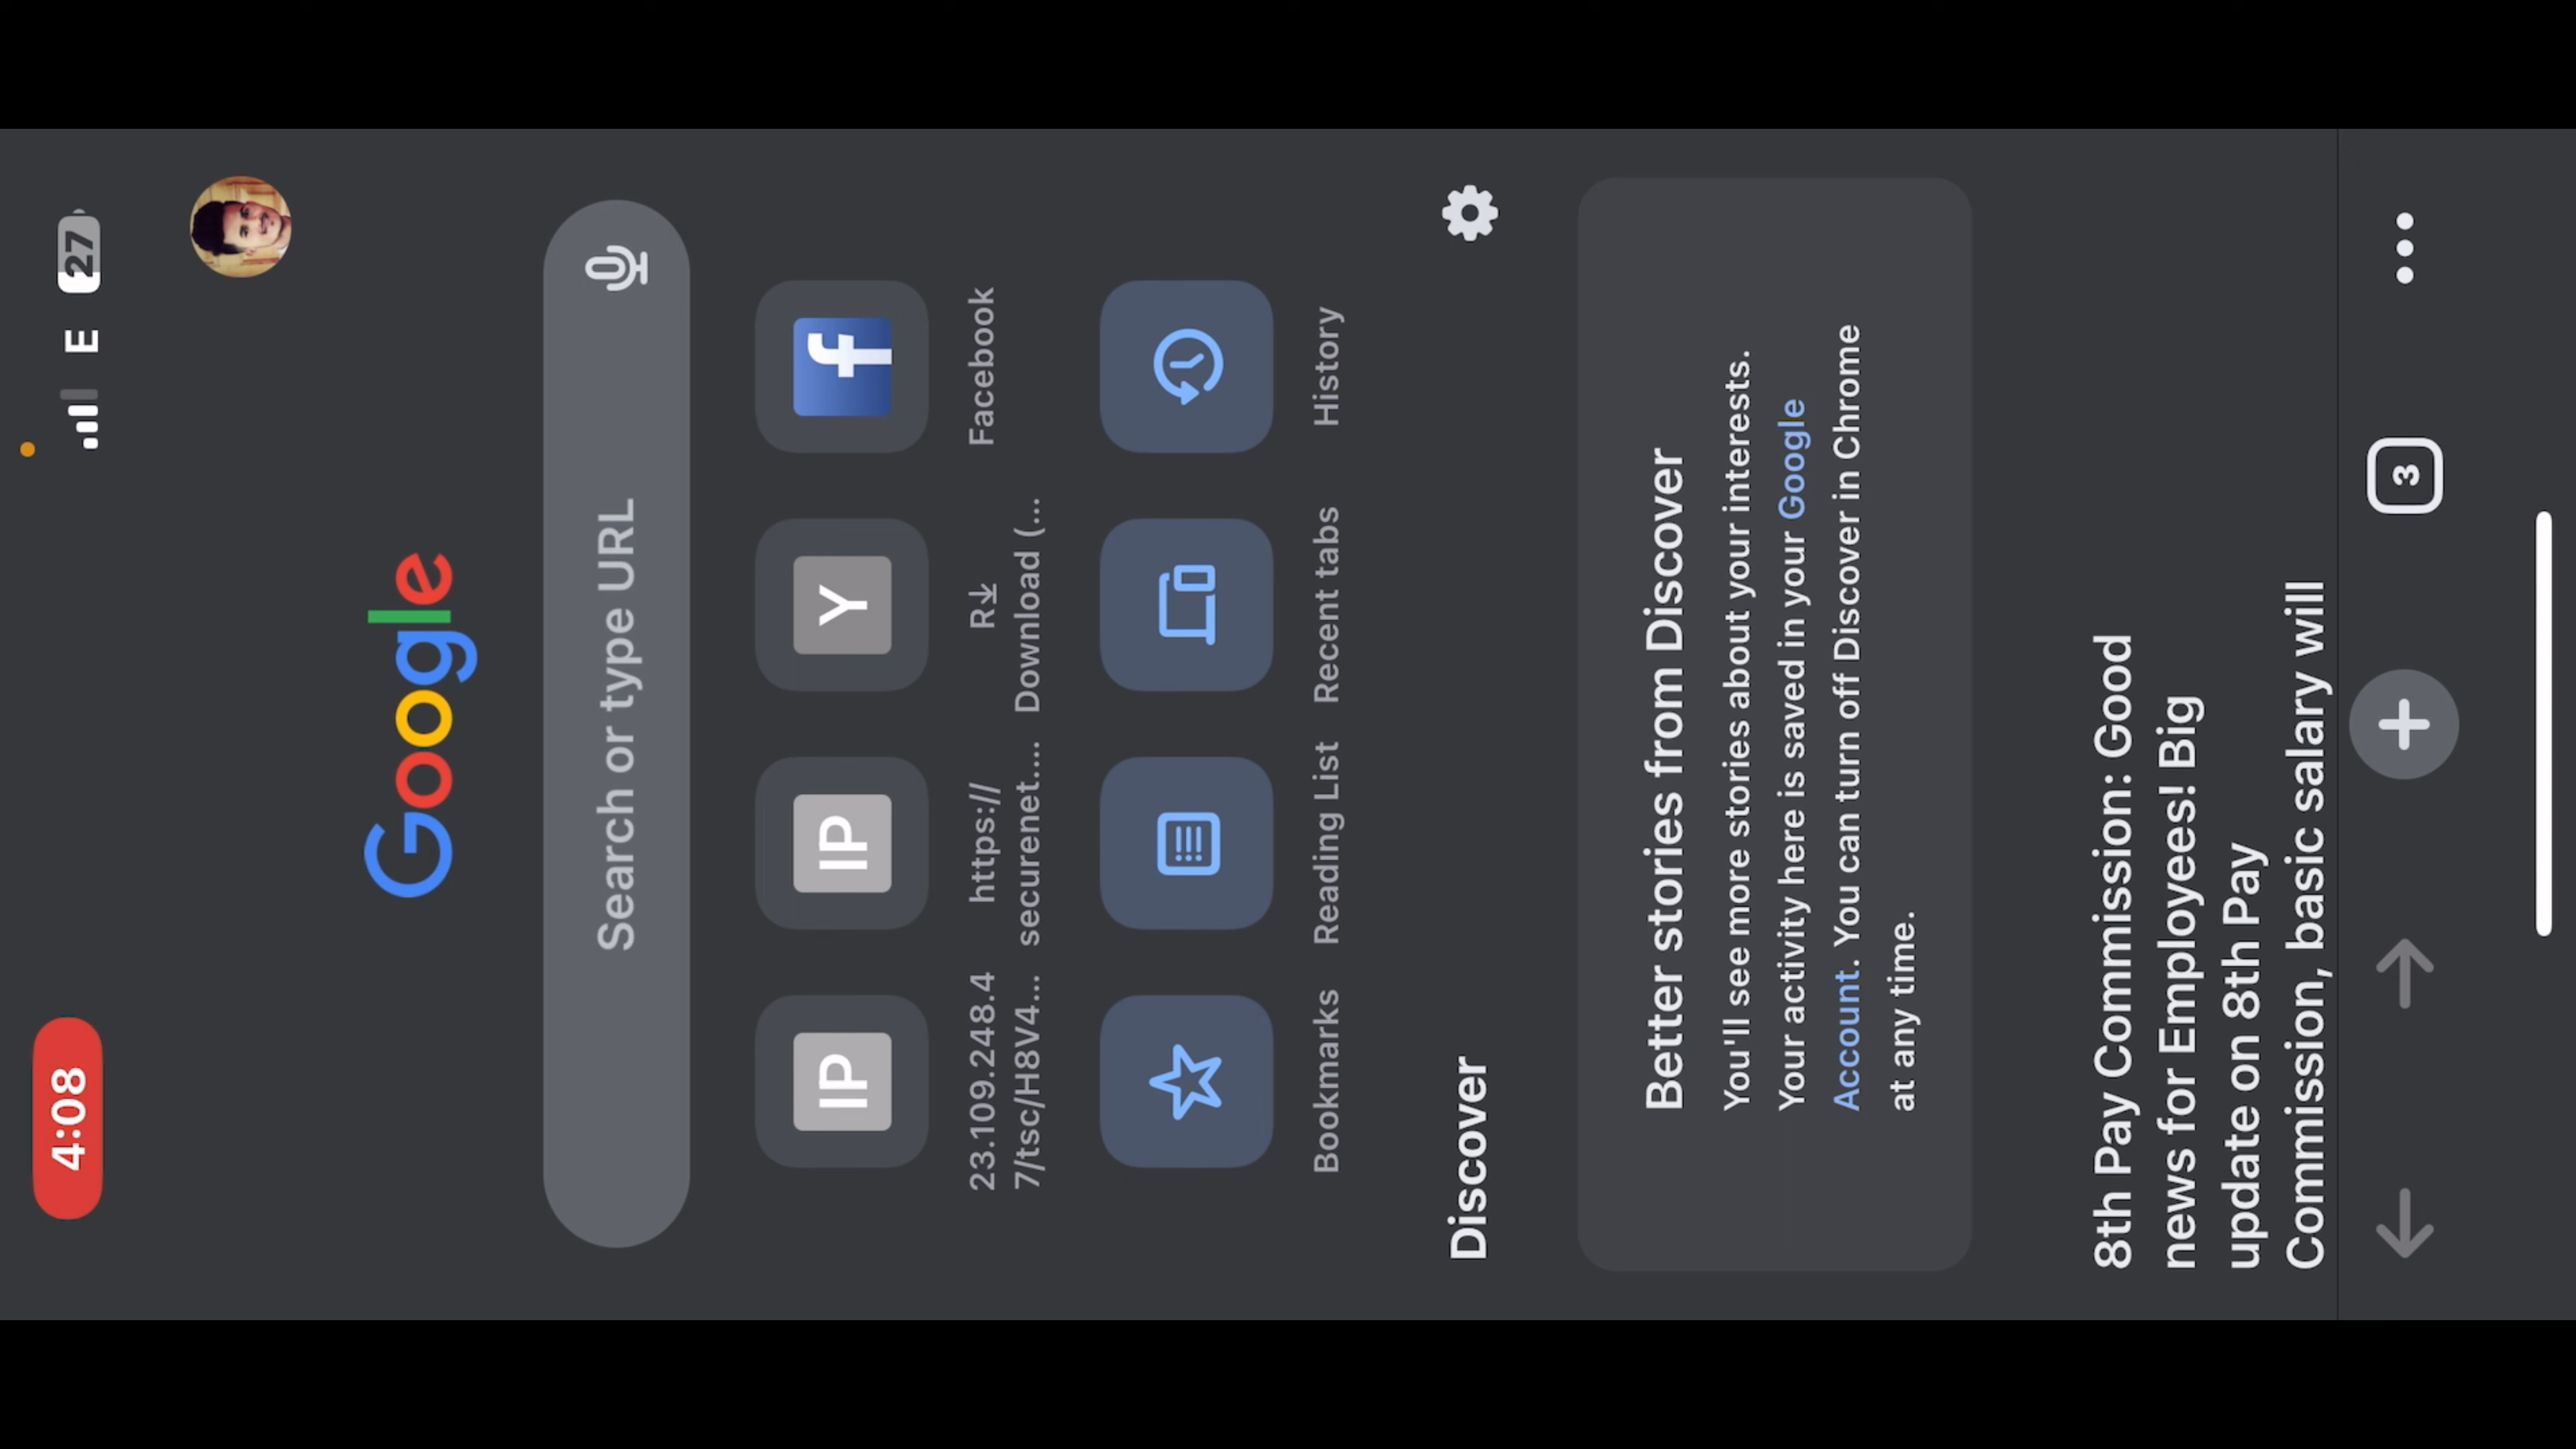 4:08
E
27
Google
Search or type URL
IP
IP
Y
f
23.109.248.4
7/tsc/H8V4...
https://
securenet....
R↓
Download (...
Facebook
Bookmarks
Reading List
Recent tabs
History
Discover
Better stories from Discover
You'll see more stories about your interests.
Your activity here is saved in your Google
Account. You can turn off Discover in Chrome
at any time.
8th Pay Commission: Good
news for Employees! Big
update on 8th Pay
Commission, basic salary will
3